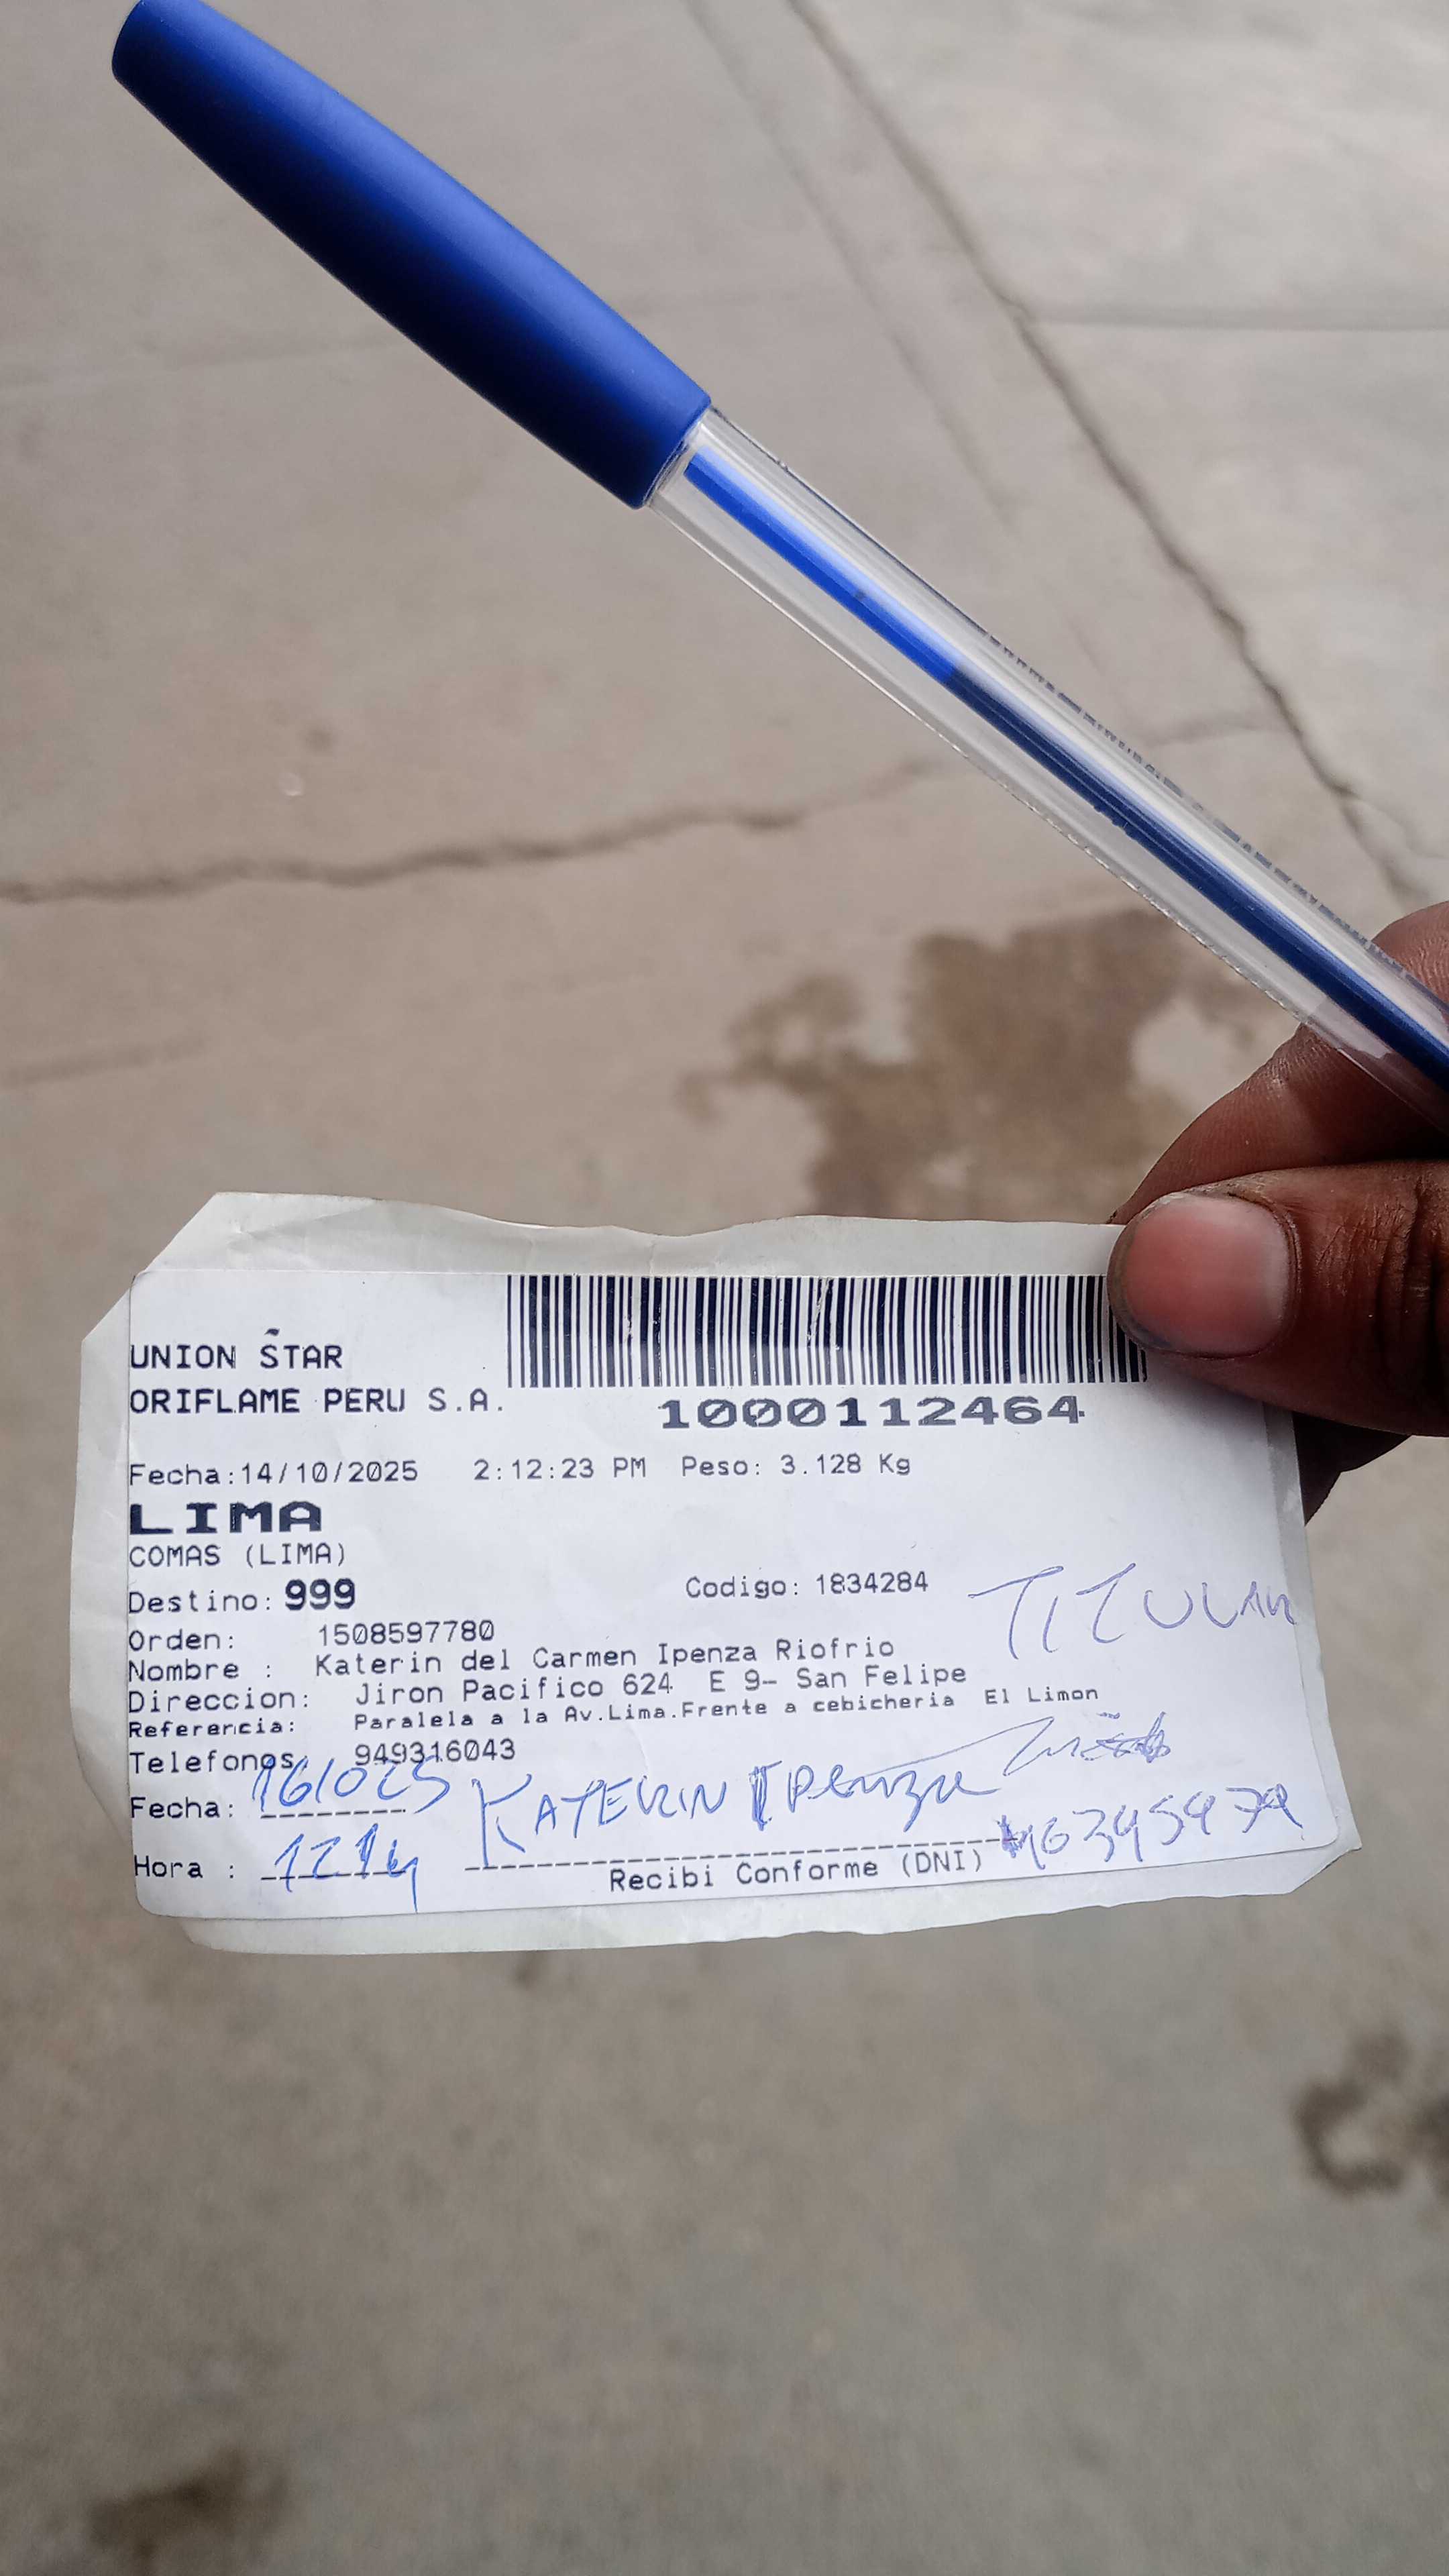 UNION STAR
ORIFLAME PERU S.A.
1000112464
Fecha:14/10/2025 2:12:23 PM Peso: 3.128 Kg
LIMA
COMAS (LIMA)
Destino: 999 Codigo: 1834284
TITULAR
Orden: 1508597780
Nombre : Katerin del Carmen Ipenza Riofrio
Direccion: Jiron Pacifico 624 E 9- San Felipe
Referencia: Paralela a la Av.Lima.Frente a cebicheria El Limon
Telefonos 949316043
Fecha: 161025 KATERIN Ipenza
Hora : 1214
Recibi Conforme (DNI)